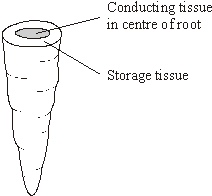 Conducting tissue
in centre of root
Storage tissue